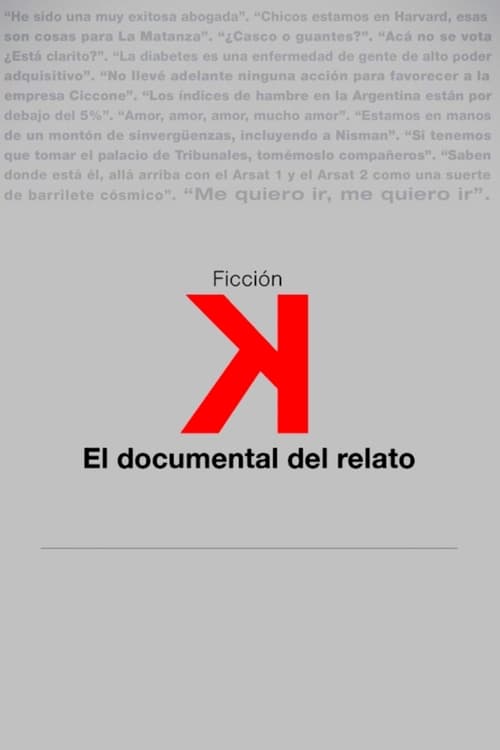 “He sido una muy exitosa abogada”. “Chicos estamos en Harvard, esas
son cosas para La Matanza”. “¿Casco o guantes?”. “Acá no se vota
¿Está clarito?”. “La diabetes es una enfermedad de gente de alto poder
adquisitivo”. “No llevé adelante ninguna acción para favorecer a la
empresa Ciccone”. “Los índices de hambre en la Argentina están por
debajo del 5%”. “Amor, amor, amor, mucho amor”. “Estamos en manos
de un montón de sinvergüenzas, incluyendo a Nisman”. “Si tenemos
que tomar el palacio de Tribunales, tomémoslo compañeros”. “Saben
donde está él, allá arriba con el Arsat 1 y el Arsat 2 como una suerte
de barrilete cósmico”. “Me quiero ir, me quiero ir”.
Ficción
K
El documental del relato